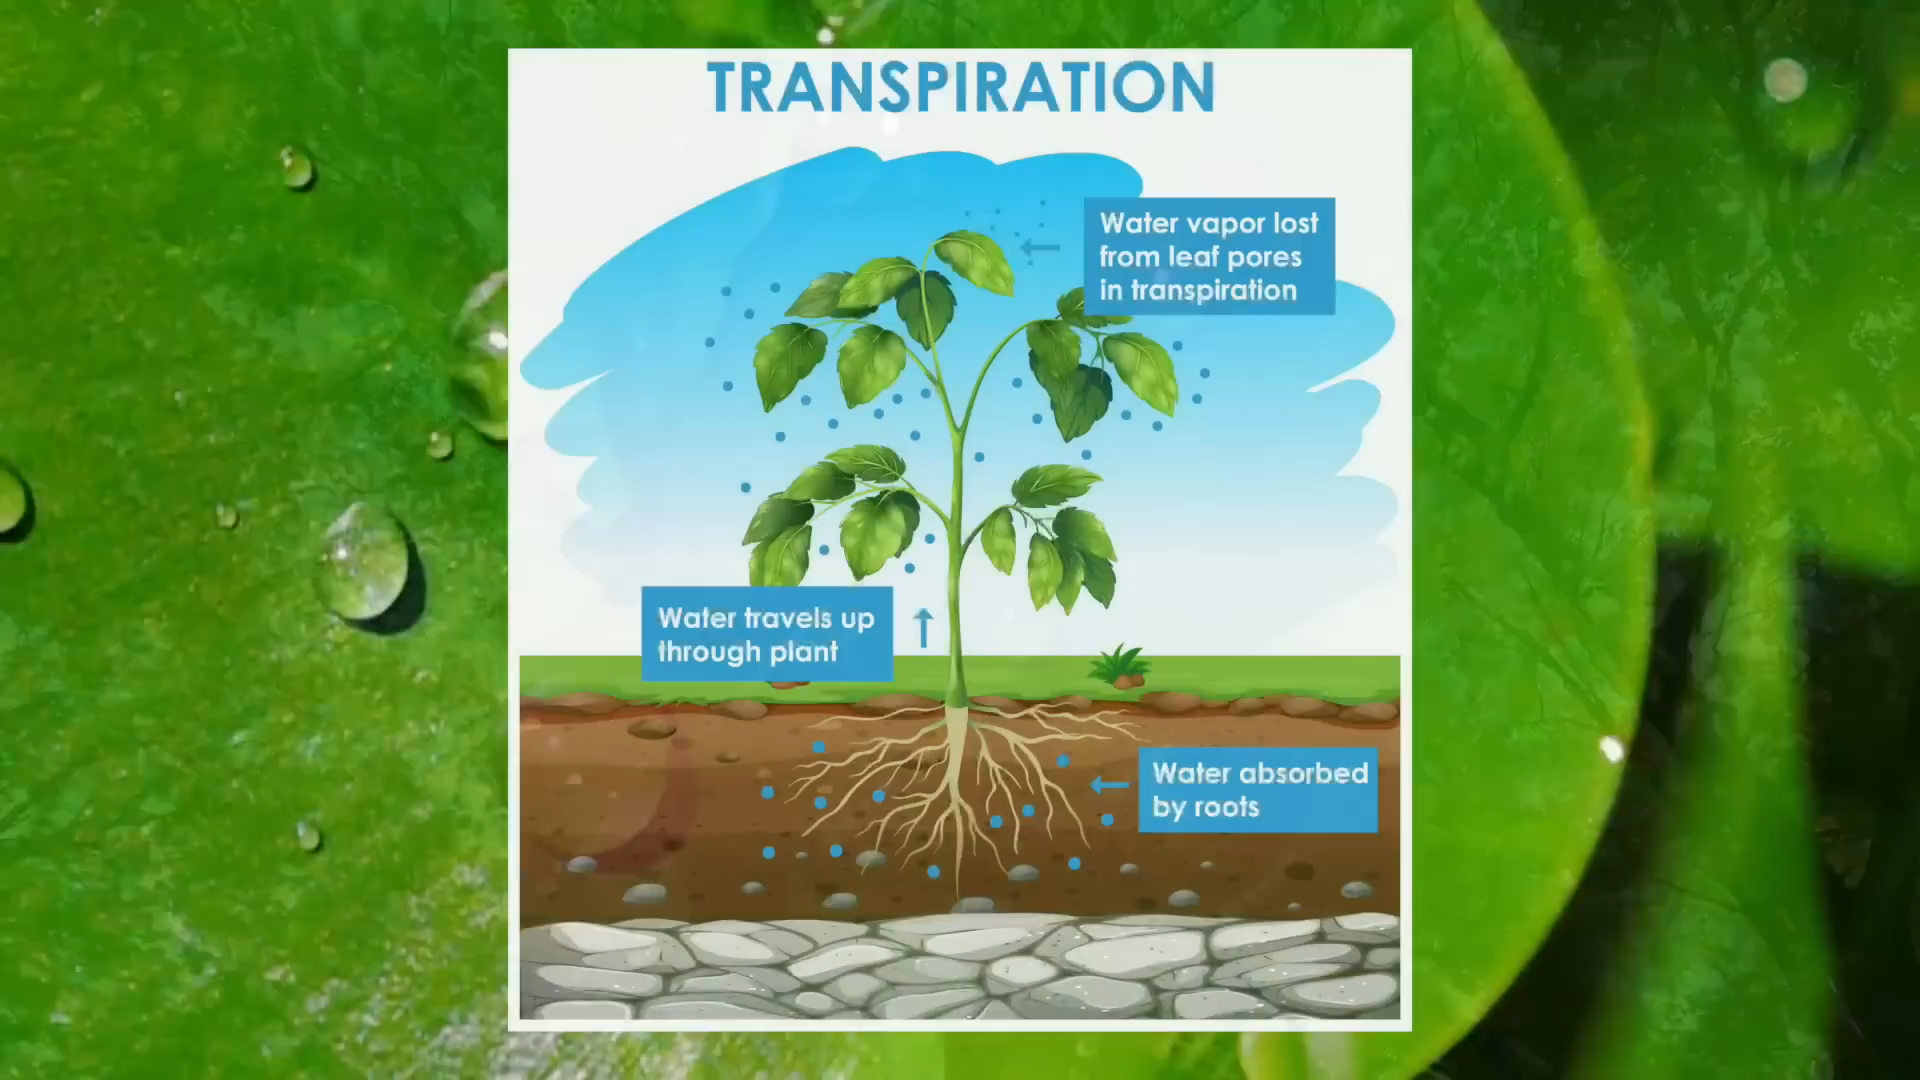 TRANSPIRATION
Water vapor lost
from leaf pores
in transpiration
Water travels up
through plant
Water absorbed
by roots